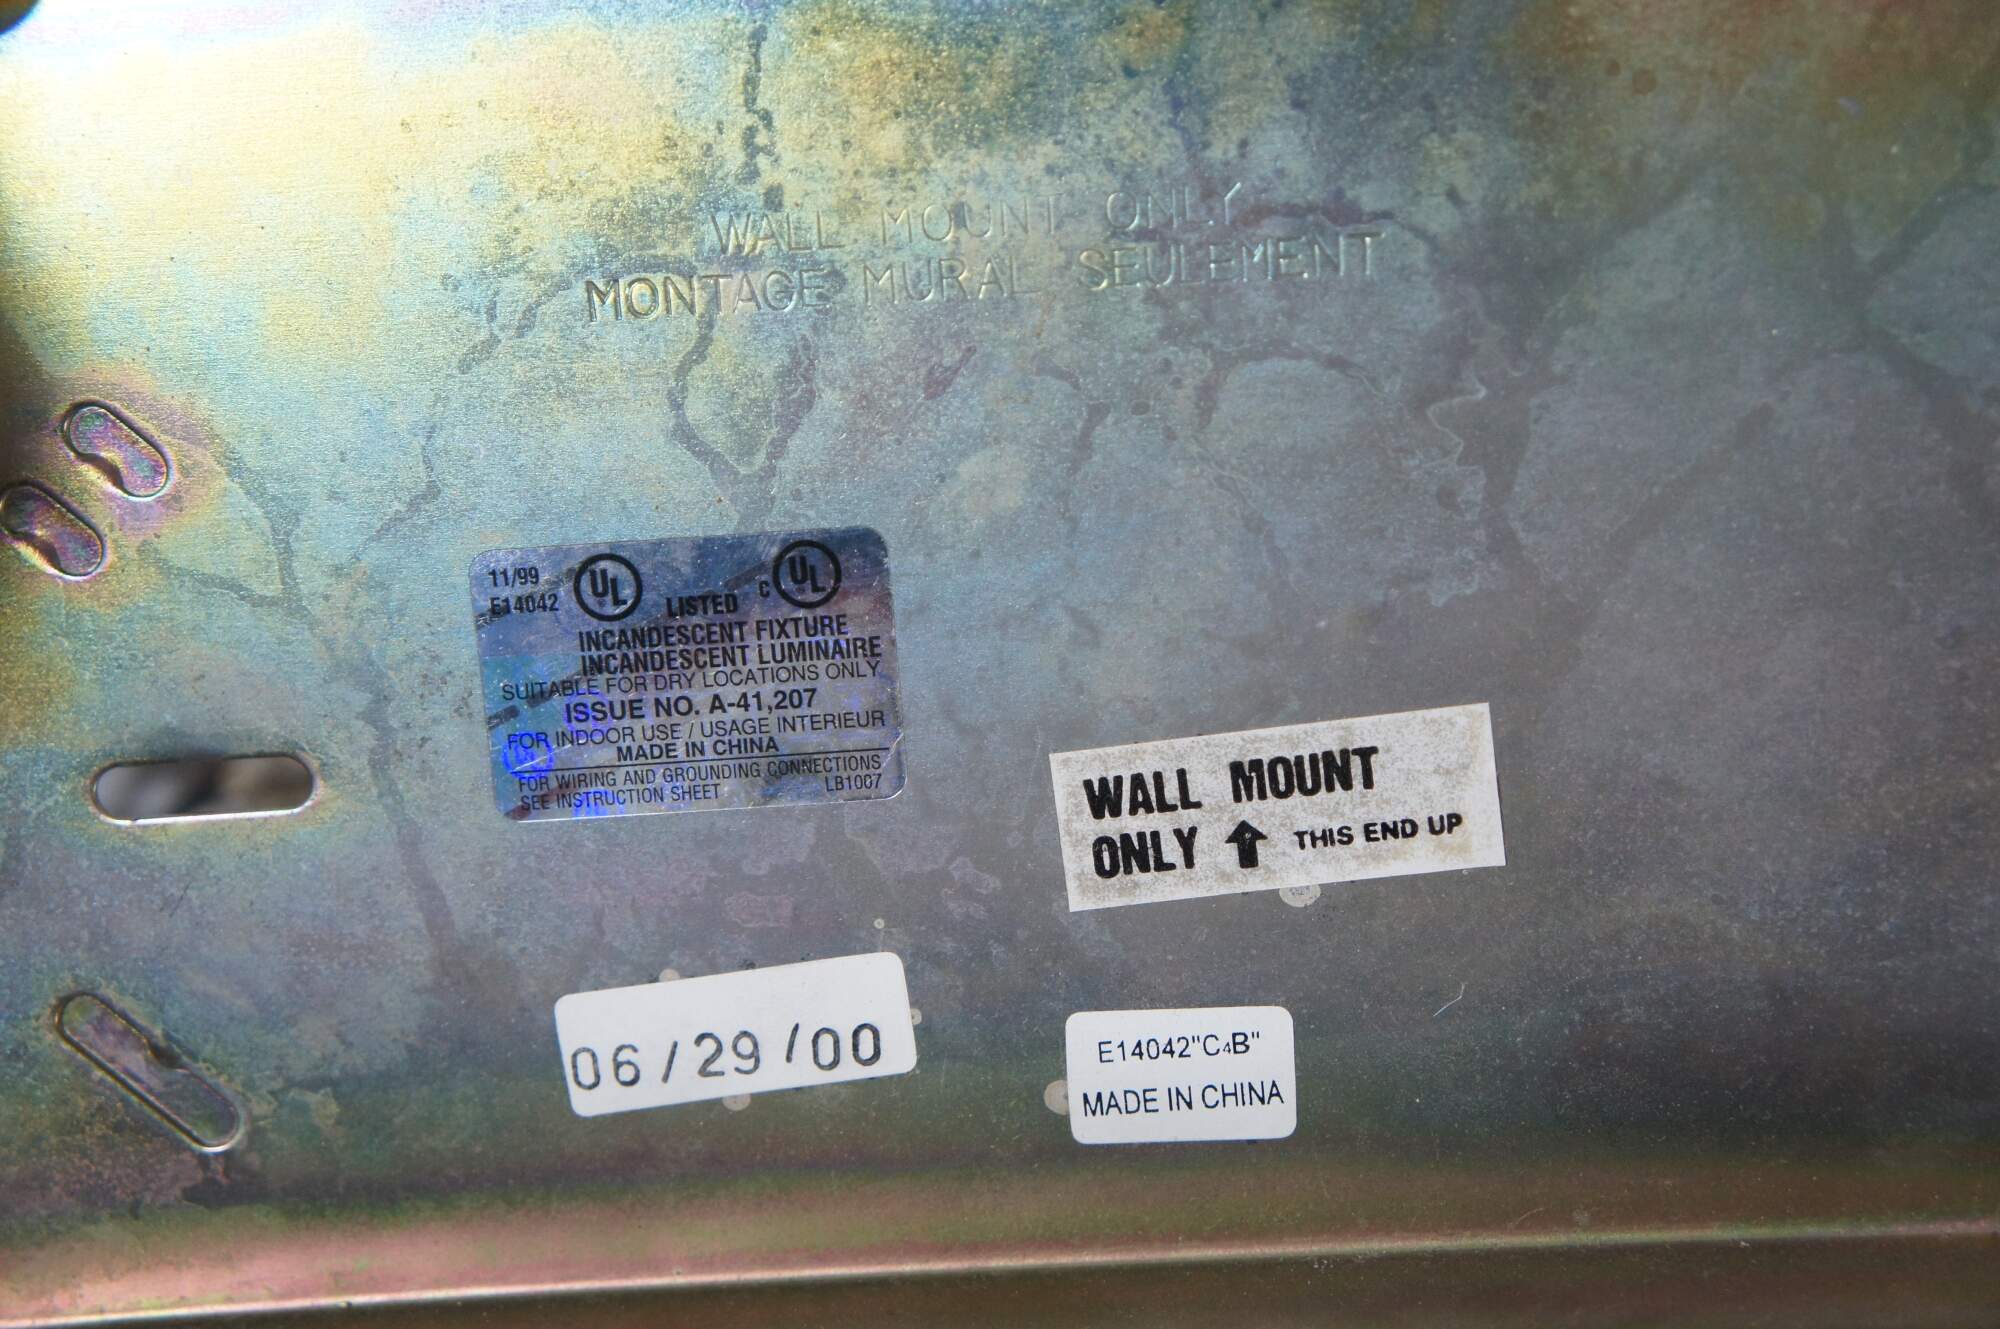 WALL MOUNT ONLY
MONTAGE MURAL SEULEMENT
11/99
E14042
UL LISTED c UL
INCANDESCENT FIXTURE
INCANDESCENT LUMINAIRE
SUITABLE FOR DRY LOCATIONS ONLY
ISSUE NO. A-41,207
FOR INDOOR USE / USAGE INTERIEUR
MADE IN CHINA
FOR WIRING AND GROUNDING CONNECTIONS
SEE INSTRUCTION SHEET LB1007
WALL MOUNT
ONLY ↑ THIS END UP
06/29/00
E14042"C4B"
MADE IN CHINA